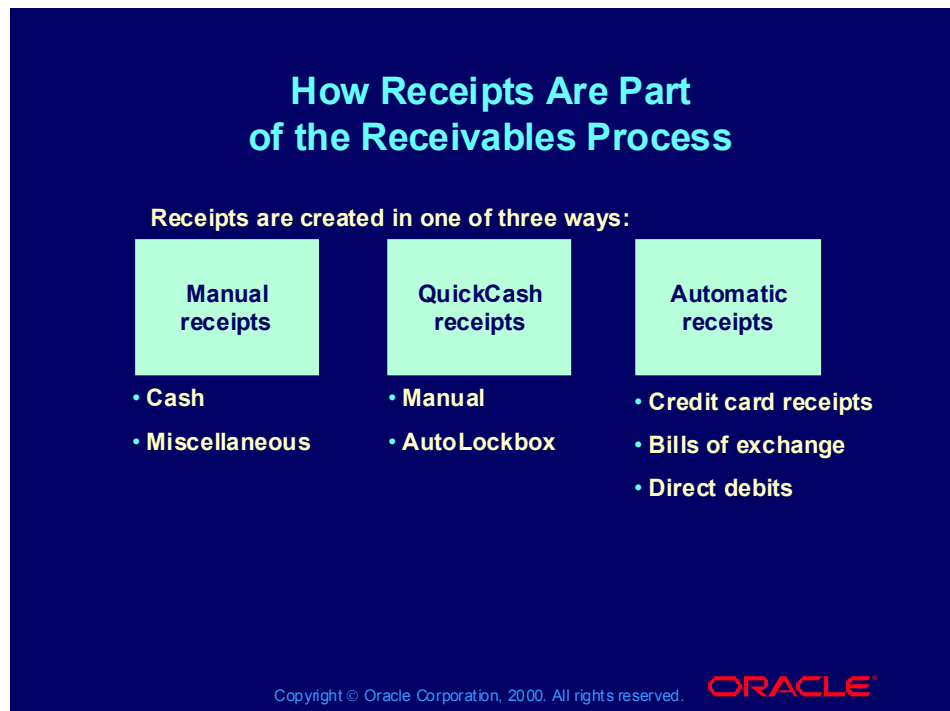 How Receipts Are Part
of the Receivables Process
Receipts are created in one of three ways:
Manual
receipts
• Cash
• Miscellaneous
QuickCash
receipts
• Manual
• AutoLockbox
Automatic
receipts
• Credit card receipts
• Bills of exchange
• Direct debits
Copyright © Oracle Corporation, 2000. All rights reserved.
ORACLE®